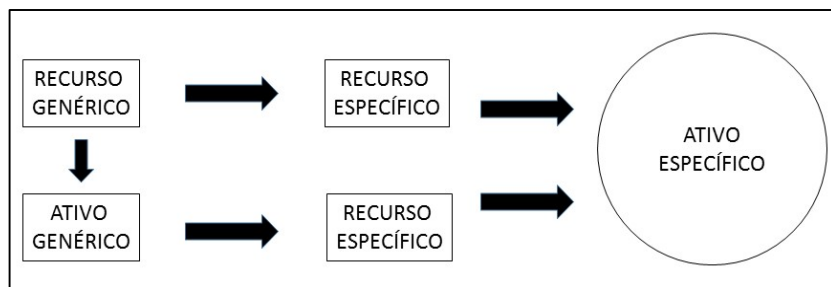 RECURSO
GENÉRICO
RECURSO
ESPECÍFICO
ATIVO
ESPECÍFICO
ATIVO
GENÉRICO
RECURSO
ESPECÍFICO